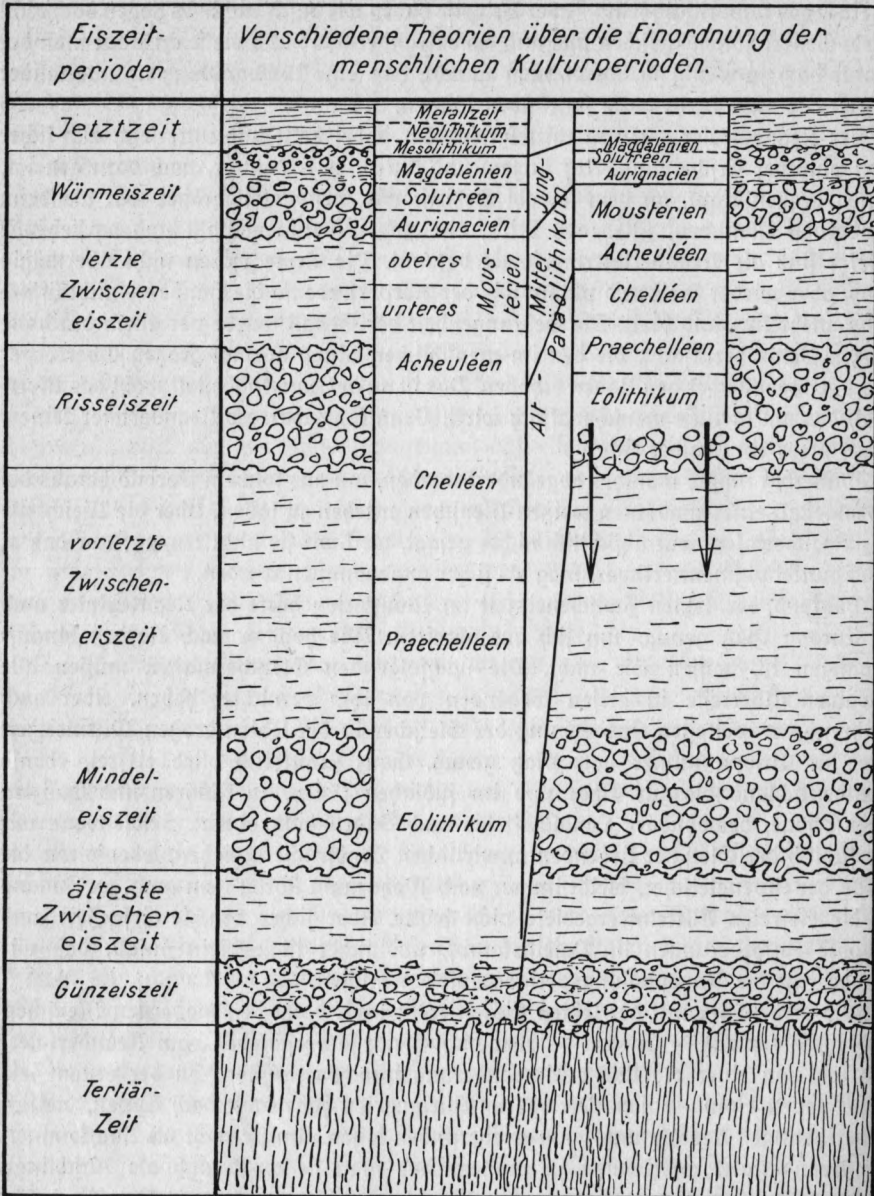 Eiszeit-
perioden
Verschiedene Theorien über die Einordnung der
menschlichen Kulturperioden.
Jetztzeit
Würmeiszeit
letzte
Zwischen-
eiszeit
Risseiszeit
vorletzte
Zwischen-
eiszeit
Mindel-
eiszeit
älteste
Zwischen-
eiszeit
Günzeiszeit
Tertiär-
Zeit
Metallzeit
Neolithikum
Mesolithikum
Magdalénien
Solutréen
Aurignacien
oberes
unteres
Mous-
terien
Acheuléen
Chelléen
Praechelléen
Eolithikum
Alt - Mittel - Jung
Paläolithikum
Magdalénien
Solutréen
Aurignacien
Moustérien
Acheuléen
Chelléen
Praechelléen
Eolithikum